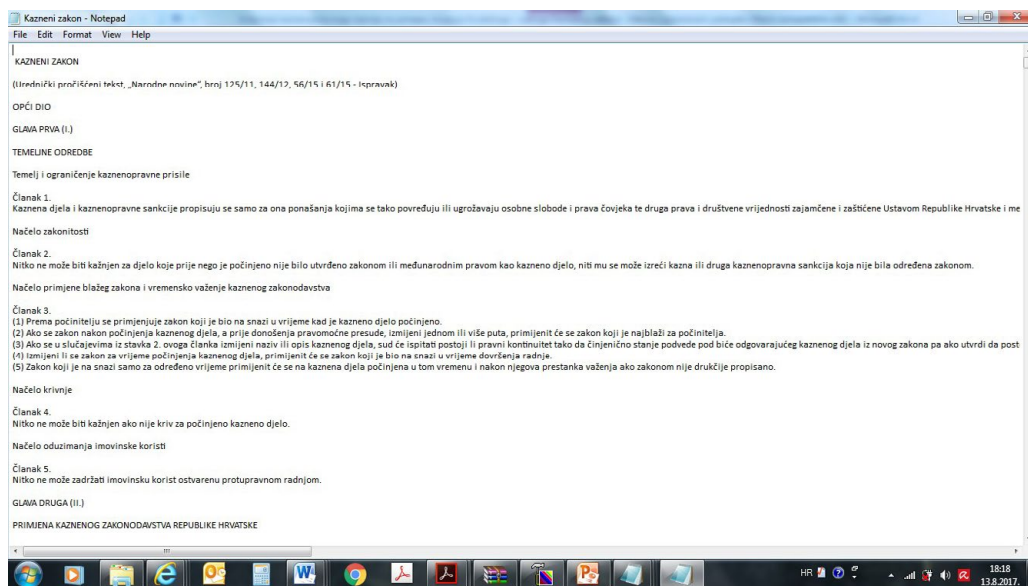 Kazneni zakon - Notepad
File Edit Format View Help
KAZNENI ZAKON
(Urednički pročišćeni tekst, „Narodne novine“, broj 125/11, 144/12, 56/15 i 61/15 - Ispravak)
OPĆI DIO
GLAVA PRVA (I.)
TEMELJNE ODREDBE
Temelj i ograničenje kaznenopravne prisile
Članak 1.
Kaznena djela i kaznenopravne sankcije propisuju se samo za ona ponašanja kojima se tako povređuju ili ugrožavaju osobne slobode i prava čovjeka te druga prava i društvene vrijednosti zajamčene i zaštićene Ustavom Republike Hrvatske i me
Načelo zakonitosti
Članak 2.
Nitko ne može biti kažnjen za djelo koje prije nego je počinjeno nije bilo utvrđeno zakonom ili međunarodnim pravom kao kazneno djelo, niti mu se može izreći kazna ili druga kaznenopravna sankcija koja nije bila određena zakonom.
Načelo primjene blažeg zakona i vremensko važenje kaznenog zakonodavstva
Članak 3.
(1) Prema počinitelju se primjenjuje zakon koji je bio na snazi u vrijeme kad je kazneno djelo počinjeno.
(2) Ako se zakon nakon počinjenja kaznenog djela, a prije donošenja pravomoćne presude, izmijeni jednom ili više puta, primijenit će se zakon koji je najblaži za počinitelja.
(3) Ako se u slučajevima iz stavka 2. ovoga članka izmijeni naziv ili opis kaznenog djela, sud će ispitati postoji li pravni kontinuitet tako da činjenično stanje podvede pod biće odgovarajućeg kaznenog djela iz novog zakona pa ako utvrdi da post
(4) Izmijeni li se zakon za vrijeme počinjenja kaznenog djela, primijenit će se zakon koji je bio na snazi u vrijeme dovršenja radnje.
(5) Zakon koji je na snazi samo za određeno vrijeme primijenit će se na kaznena djela počinjena u tom vremenu i nakon njegova prestanka važenja ako zakonom nije drukčije propisano.
Načelo krivnje
Članak 4.
Nitko ne može biti kažnjen ako nije kriv za počinjeno kazneno djelo.
Načelo oduzimanja imovinske koristi
Članak 5.
Nitko ne može zadržati imovinsku korist ostvarenu protupravnom radnjom.
GLAVA DRUGA (II.)
PRIMJENA KAZNENOG ZAKONODAVSTVA REPUBLIKE HRVATSKE
HR
18:18
13.8.2017.